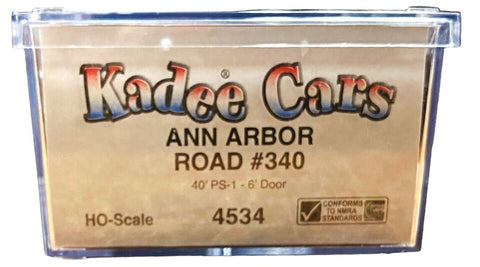 Kadee® Cars
ANN ARBOR
ROAD #340
40' PS-1 - 6' Door
HO-Scale 4534
CONFORMS
TO NMRA
STANDARDS